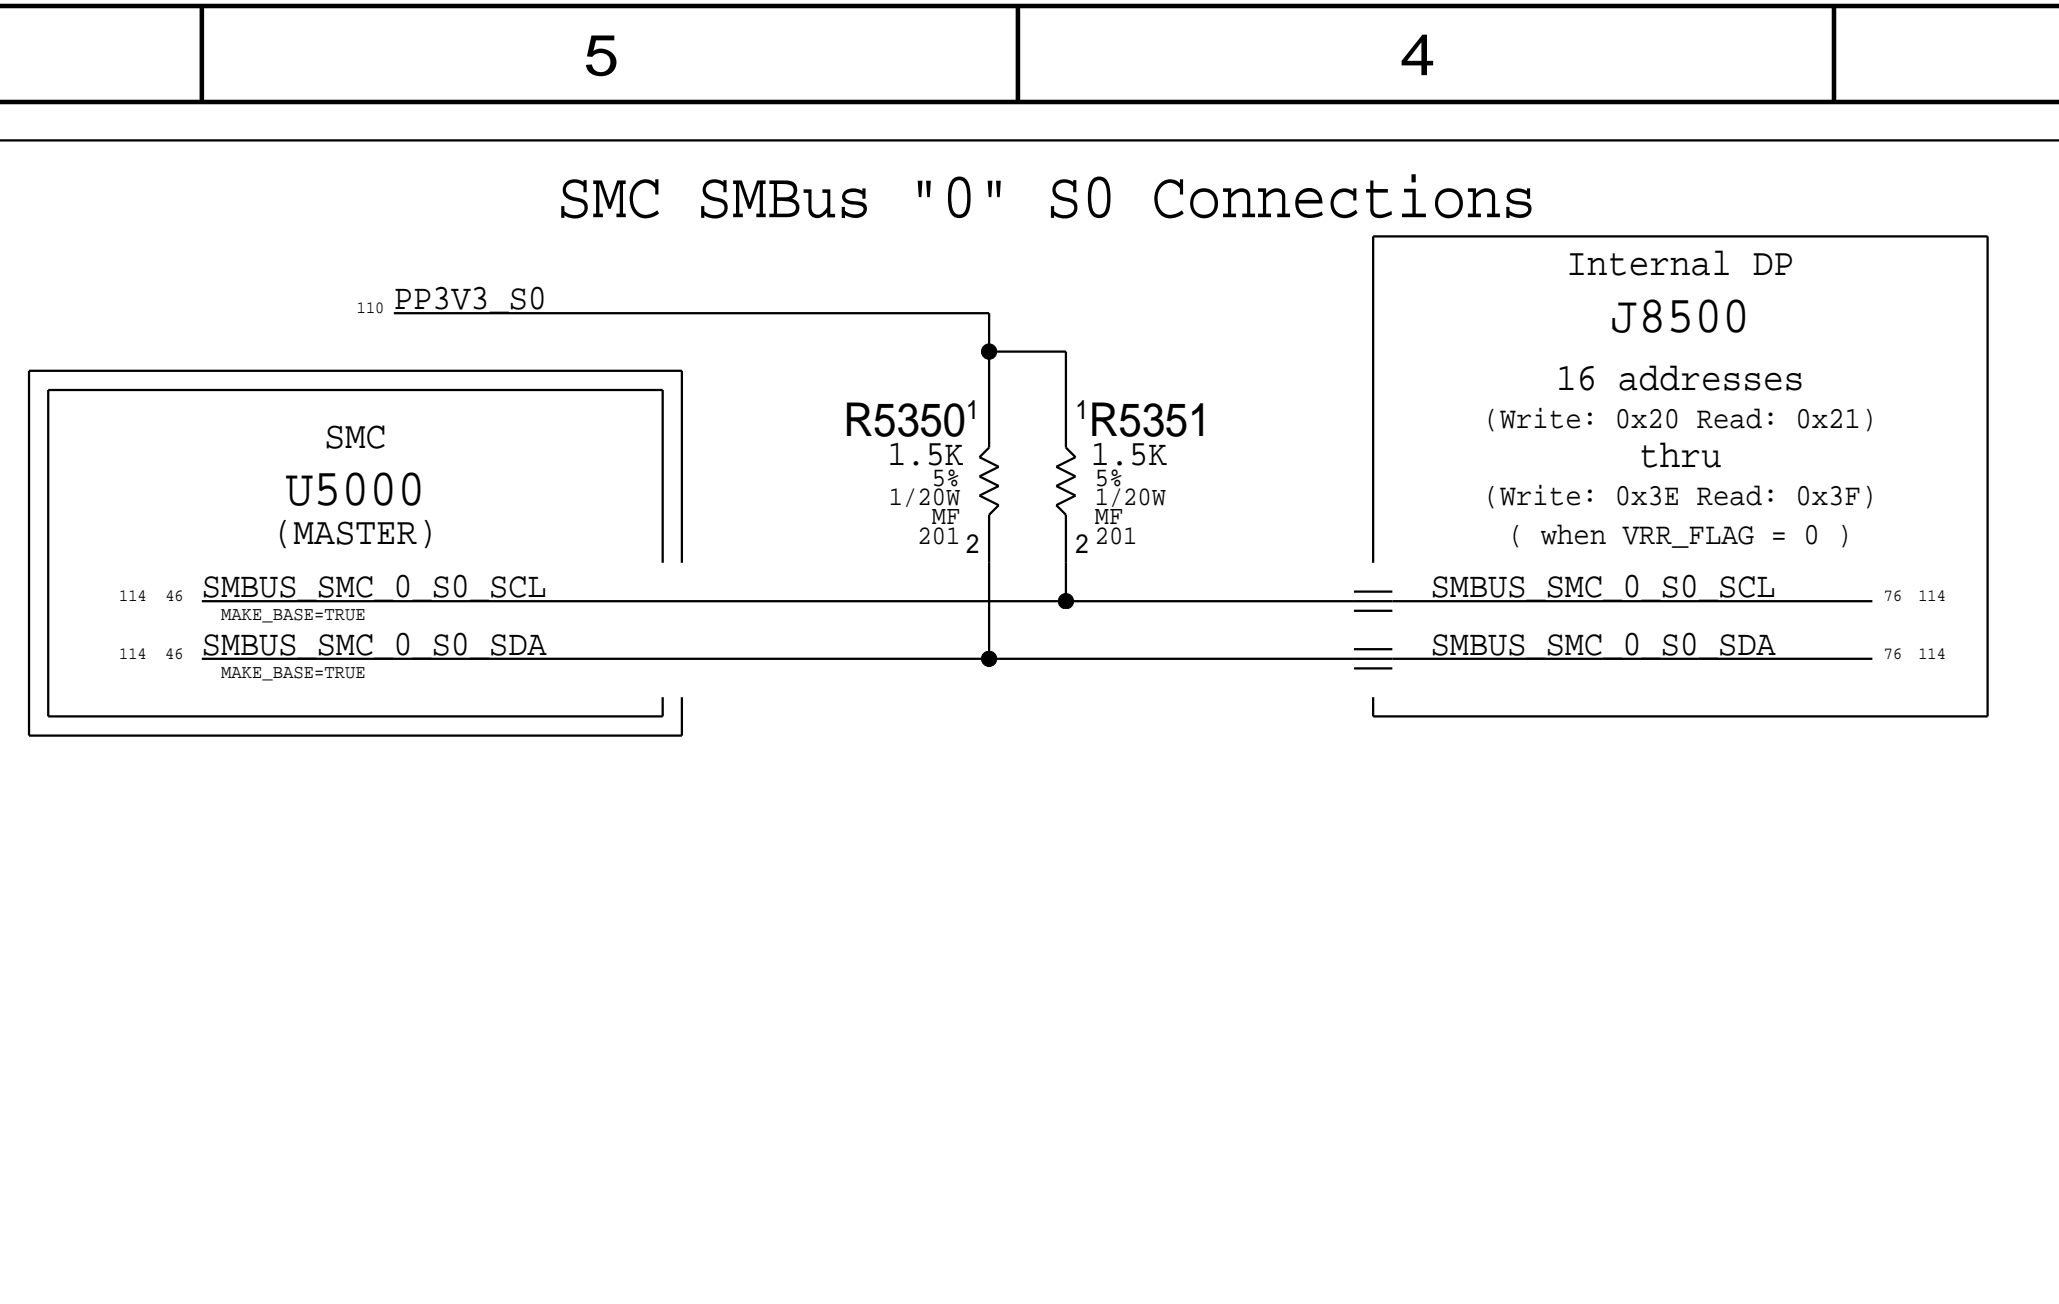 5 4
SMC SMBus "0" S0 Connections
Internal DP
J8500
16 addresses
(Write: 0x20 Read: 0x21)
thru
(Write: 0x3E Read: 0x3F)
( when VRR_FLAG = 0 )
110 PP3V3_S0
SMC
U5000
(MASTER)
R5350 1
1.5K
5%
1/20W
MF
201 2
1 R5351
1.5K
5%
1/20W
MF
2 201
114 46 SMBUS_SMC_0_S0_SCL
MAKE_BASE=TRUE
114 46 SMBUS_SMC_0_S0_SDA
MAKE_BASE=TRUE
SMBUS_SMC_0_S0_SCL 76 114
SMBUS_SMC_0_S0_SDA 76 114